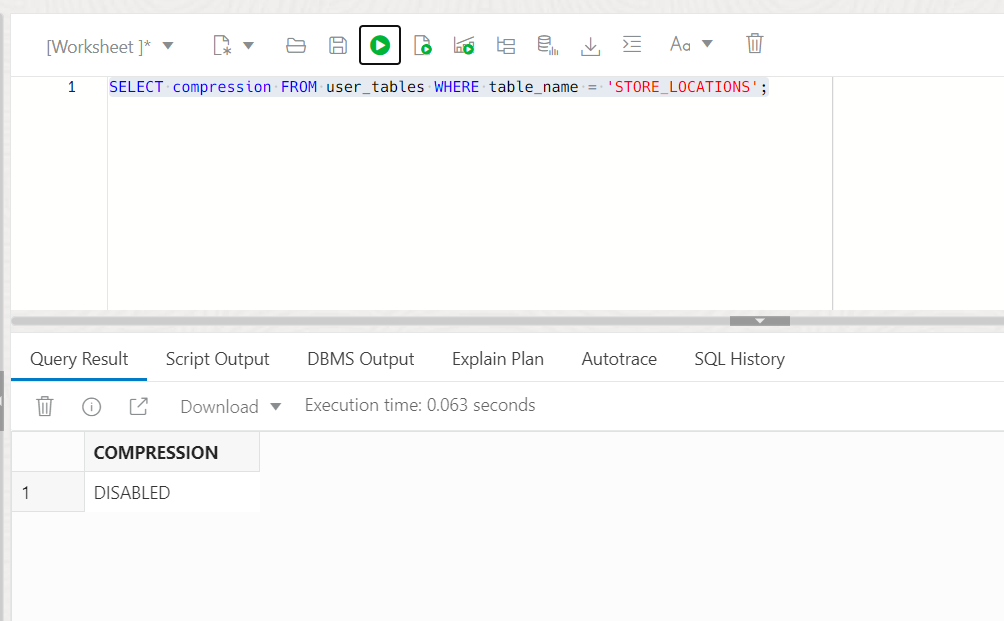 [Worksheet ]*
Aa
1 SELECT compression FROM user_tables WHERE table_name = 'STORE_LOCATIONS';
Query Result Script Output DBMS Output Explain Plan Autotrace SQL History
Download Execution time: 0.063 seconds
COMPRESSION
1 DISABLED